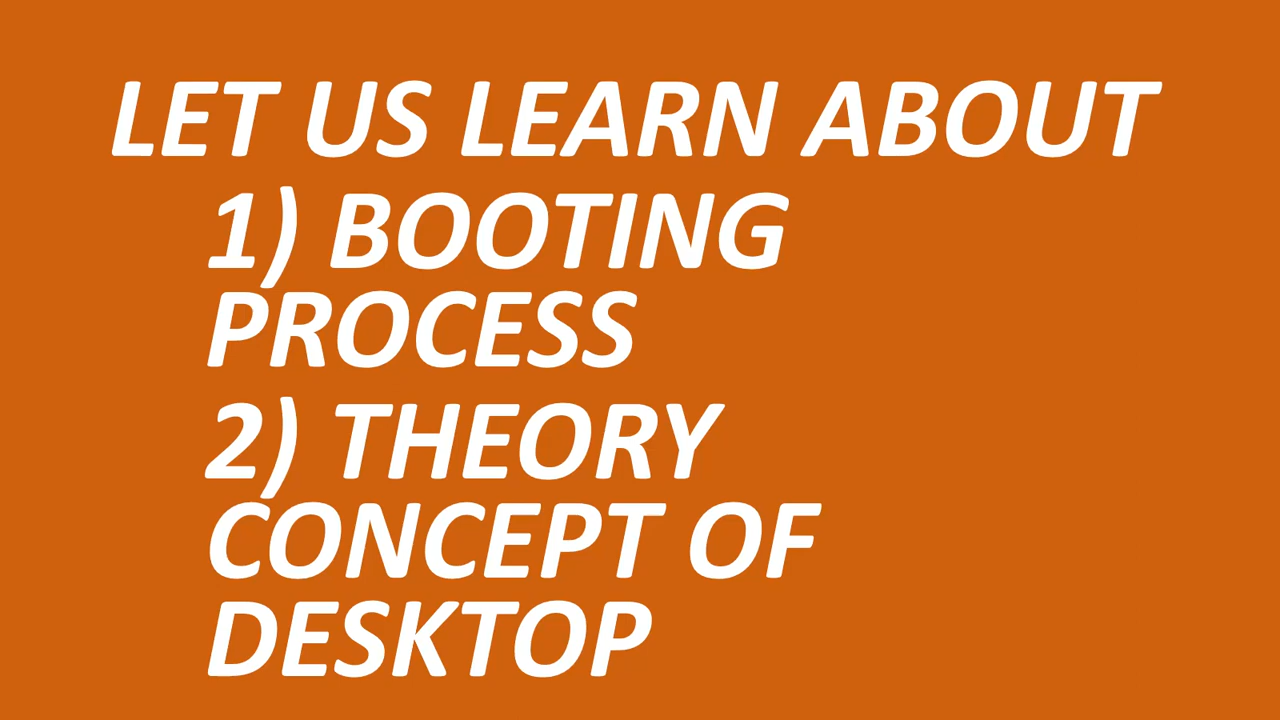 LET US LEARN ABOUT
1) BOOTING
PROCESS
2) THEORY
CONCEPT OF
DESKTOP